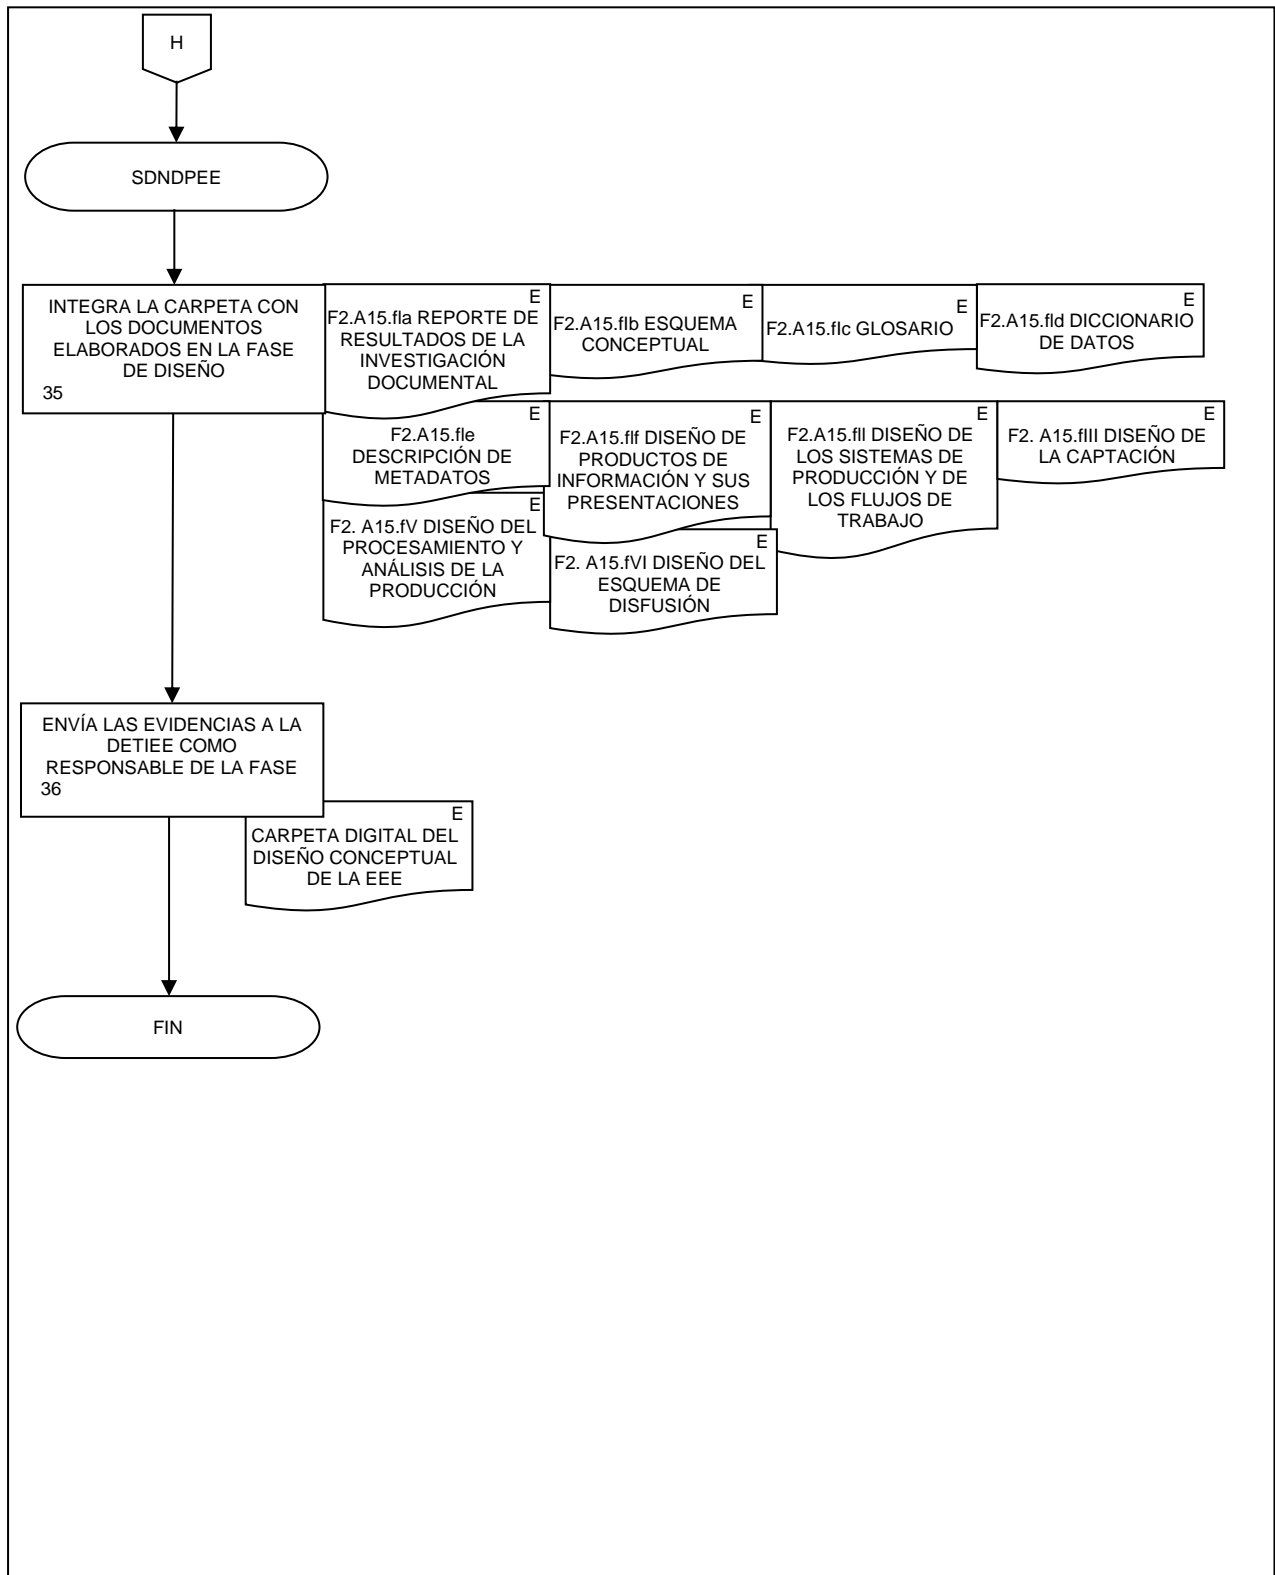 H
SDNDPEE
INTEGRA LA CARPETA CON
LOS DOCUMENTOS
ELABORADOS EN LA FASE
DE DISEÑO
35
E
F2.A15.fIa REPORTE DE
RESULTADOS DE LA
INVESTIGACIÓN
DOCUMENTAL
E
F2.A15.fIb ESQUEMA
CONCEPTUAL
E
F2.A15.fIc GLOSARIO
E
F2.A15.fId DICCIONARIO
DE DATOS
E
F2.A15.fIe
DESCRIPCIÓN DE
METADATOS
E
F2.A15.fIf DISEÑO DE
PRODUCTOS DE
INFORMACIÓN Y SUS
PRESENTACIONES
E
F2.A15.fII DISEÑO DE
LOS SISTEMAS DE
PRODUCCIÓN Y DE
LOS FLUJOS DE
TRABAJO
E
F2. A15.fIII DISEÑO DE
LA CAPTACIÓN
E
F2. A15.fV DISEÑO DEL
PROCESAMIENTO Y
ANÁLISIS DE LA
PRODUCCIÓN
E
F2. A15.fVI DISEÑO DEL
ESQUEMA DE
DISFUSIÓN
ENVÍA LAS EVIDENCIAS A LA
DETIEE COMO
RESPONSABLE DE LA FASE
36
E
CARPETA DIGITAL DEL
DISEÑO CONCEPTUAL
DE LA EEE
FIN